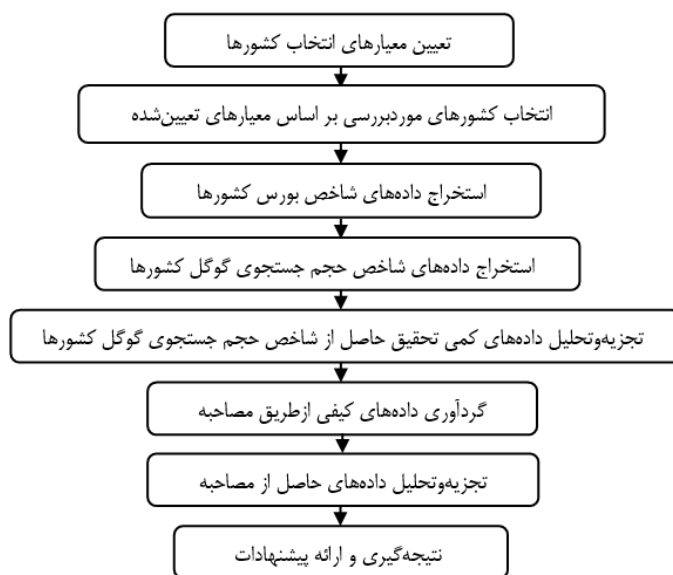 تعیین معیارهای انتخاب کشورها
انتخاب کشورهای موردبررسی بر اساس معیارهای تعیین‌شده
استخراج داده‌های شاخص بورس کشورها
استخراج داده‌های شاخص حجم جستجوی گوگل کشورها
تجزیه‌وتحلیل داده‌های کمی تحقیق حاصل از شاخص حجم جستجوی گوگل کشورها
گردآوری داده‌های کیفی ازطریق مصاحبه
تجزیه‌وتحلیل داده‌های حاصل از مصاحبه
نتیجه‌گیری و ارائه پیشنهادات